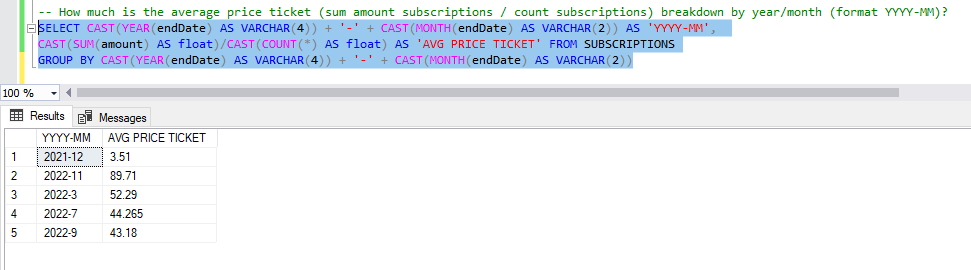 -- How much is the average price ticket (sum amount subscriptions / count subscriptions) breakdown by year/month (format YYYY-MM)?
SELECT CAST(YEAR(endDate) AS VARCHAR(4)) + '-' + CAST(MONTH(endDate) AS VARCHAR(2)) AS 'YYYY-MM',
CAST(SUM(amount) AS float)/CAST(COUNT(*) AS float) AS 'AVG PRICE TICKET' FROM SUBSCRIPTIONS
GROUP BY CAST(YEAR(endDate) AS VARCHAR(4)) + '-' + CAST(MONTH(endDate) AS VARCHAR(2))
100 %
Results Messages
YYYY-MM AVG PRICE TICKET
1 2021-12 3.51
2 2022-11 89.71
3 2022-3 52.29
4 2022-7 44.265
5 2022-9 43.18